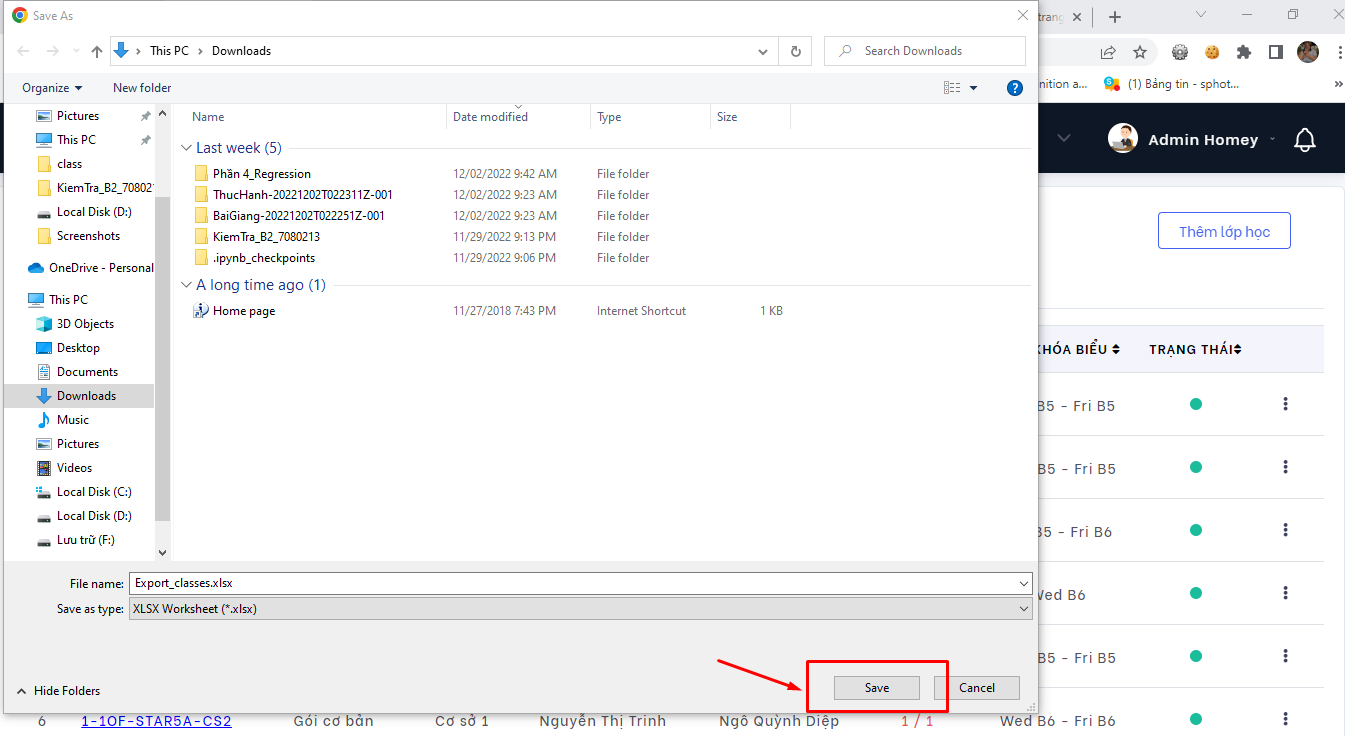 Save As
trang
This PC
Downloads
Search Downloads
Organize
New folder
nition a...
(1) Bảng tin - sphot...
Admin Homey
Thêm lớp học
Pictures
This PC
class
KiemTra_B2_70802
Local Disk (D:)
Screenshots
OneDrive - Personal
This PC
3D Objects
Desktop
Documents
Downloads
Music
Pictures
Videos
Local Disk (C:)
Local Disk (D:)
Lưu trữ (F:)
Name Date modified Type Size
Last week (5)
Phần 4_Regression 12/02/2022 9:42 AM File folder
ThucHanh-20221202T022311Z-001 12/02/2022 9:23 AM File folder
BaiGiang-20221202T022251Z-001 12/02/2022 9:23 AM File folder
KiemTra_B2_7080213 11/29/2022 9:13 PM File folder
.ipynb_checkpoints 11/29/2022 9:06 PM File folder
A long time ago (1)
Home page 11/27/2018 7:43 PM Internet Shortcut 1 KB
KHÓA BIỂU TRẠNG THÁI
B5 - Fri B5
B5 - Fri B5
B5 - Fri B6
Wed B6
B5 - Fri B5
File name: Export_classes.xlsx
Save as type: XLSX Worksheet (*.xlsx)
Hide Folders
Save
Cancel
6 1-1OF-STAR5A-CS2 Gói cơ bản Cơ sở 1 Nguyễn Thị Trinh Ngô Quỳnh Diệp 1 / 1 Wed B6 - Fri B6